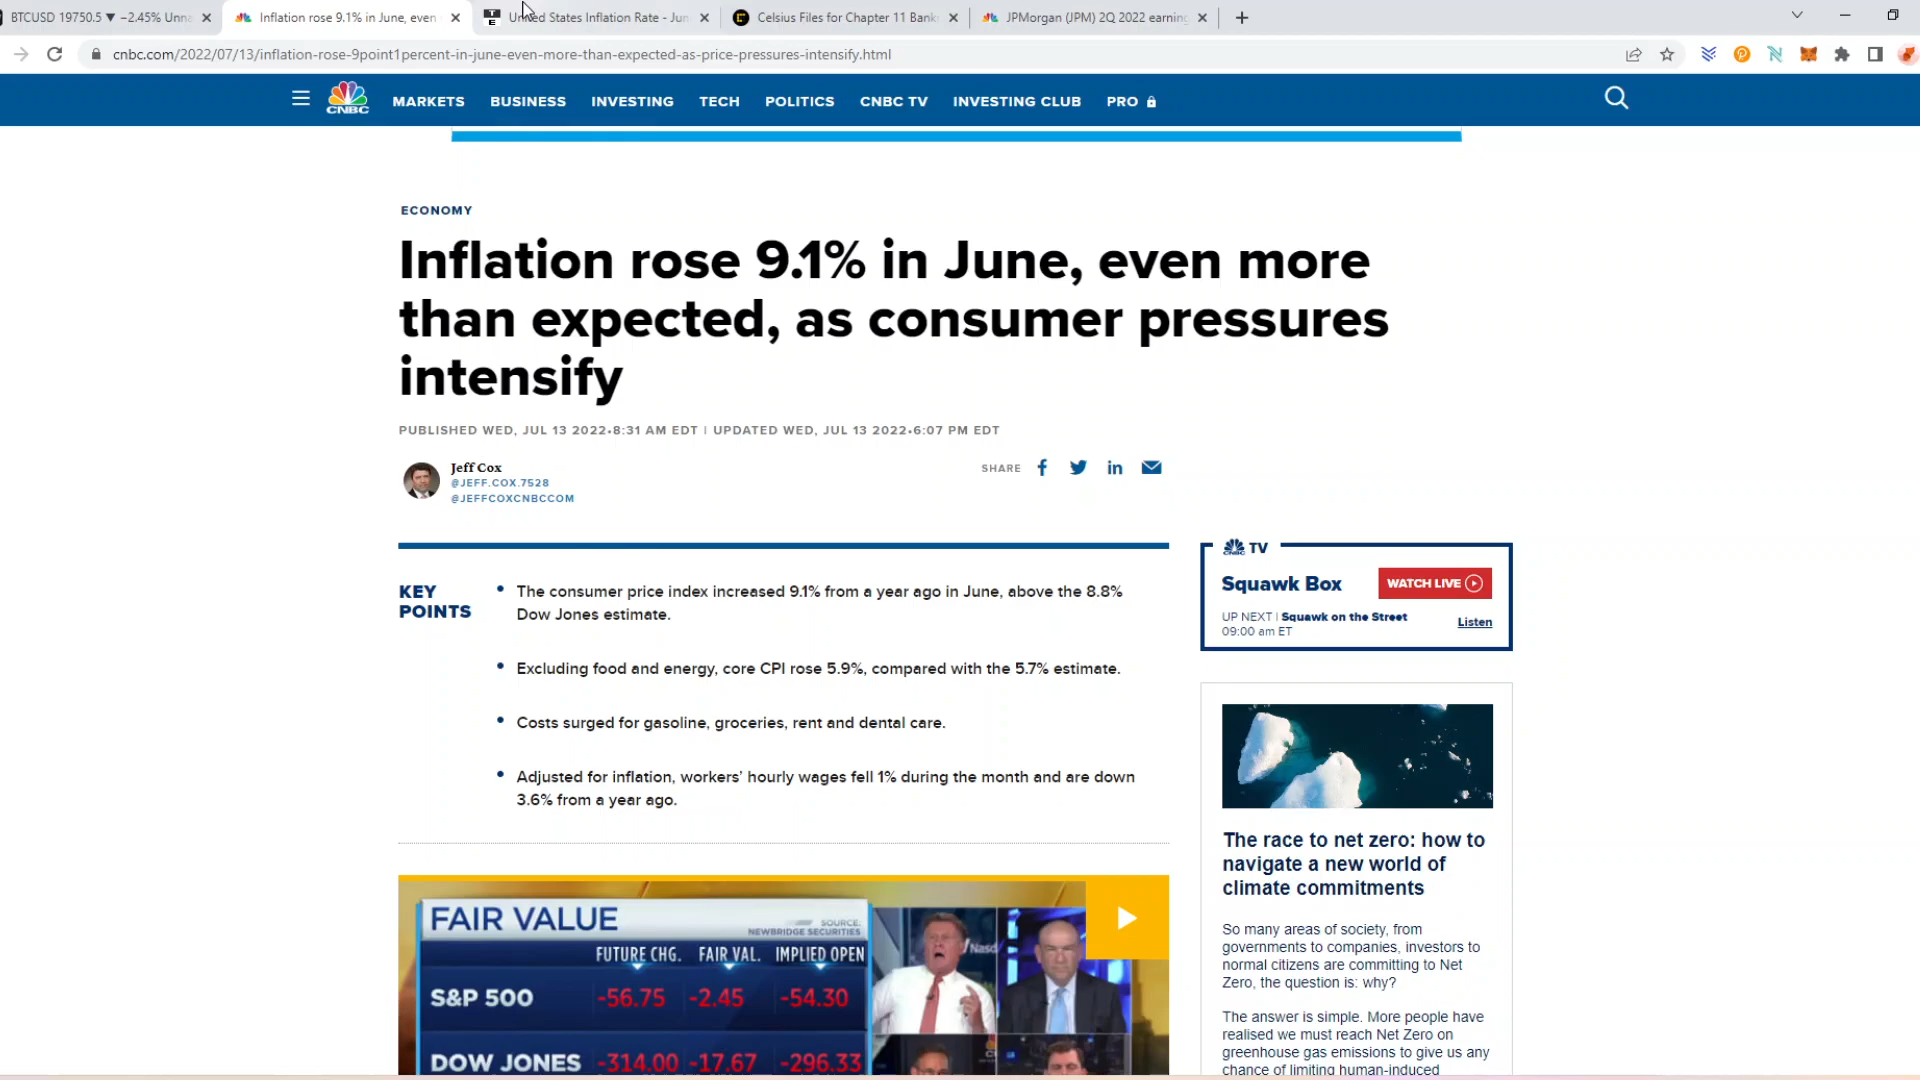 BTCUSD 19750.5 ▼ −2.45% Unna
Inflation rose 9.1% in June, even
United States Inflation Rate - Jun
Celsius Files for Chapter 11 Bank
JPMorgan (JPM) 2Q 2022 earning
cnbc.com/2022/07/13/inflation-rose-9point1percent-in-june-even-more-than-expected-as-price-pressures-intensify.html
CNBC
MARKETS BUSINESS INVESTING TECH POLITICS CNBC TV INVESTING CLUB PRO
ECONOMY
Inflation rose 9.1% in June, even more
than expected, as consumer pressures
intensify
PUBLISHED WED, JUL 13 2022•8:31 AM EDT | UPDATED WED, JUL 13 2022•6:07 PM EDT
Jeff Cox
@JEFF.COX.7528
@JEFFCOXCNBCCOM
SHARE
KEY
POINTS
• The consumer price index increased 9.1% from a year ago in June, above the 8.8%
Dow Jones estimate.
• Excluding food and energy, core CPI rose 5.9%, compared with the 5.7% estimate.
• Costs surged for gasoline, groceries, rent and dental care.
• Adjusted for inflation, workers' hourly wages fell 1% during the month and are down
3.6% from a year ago.
FAIR VALUE
SOURCE:
NEWBRIDGE SECURITIES
FUTURE CHG. FAIR VAL. IMPLIED OPEN
S&P 500 -56.75 -2.45 -54.30
DOW JONES -314.00 -17.67 -296.33
Nasd
TV
Squawk Box
WATCH LIVE
UP NEXT | Squawk on the Street
09:00 am ET
Listen
The race to net zero: how to
navigate a new world of
climate commitments
So many areas of society, from
governments to companies, investors to
normal citizens are committing to Net
Zero, the question is: why?
The answer is simple. More people have
realised we must reach Net Zero on
greenhouse gas emissions to give us any
chance of limiting human-induced